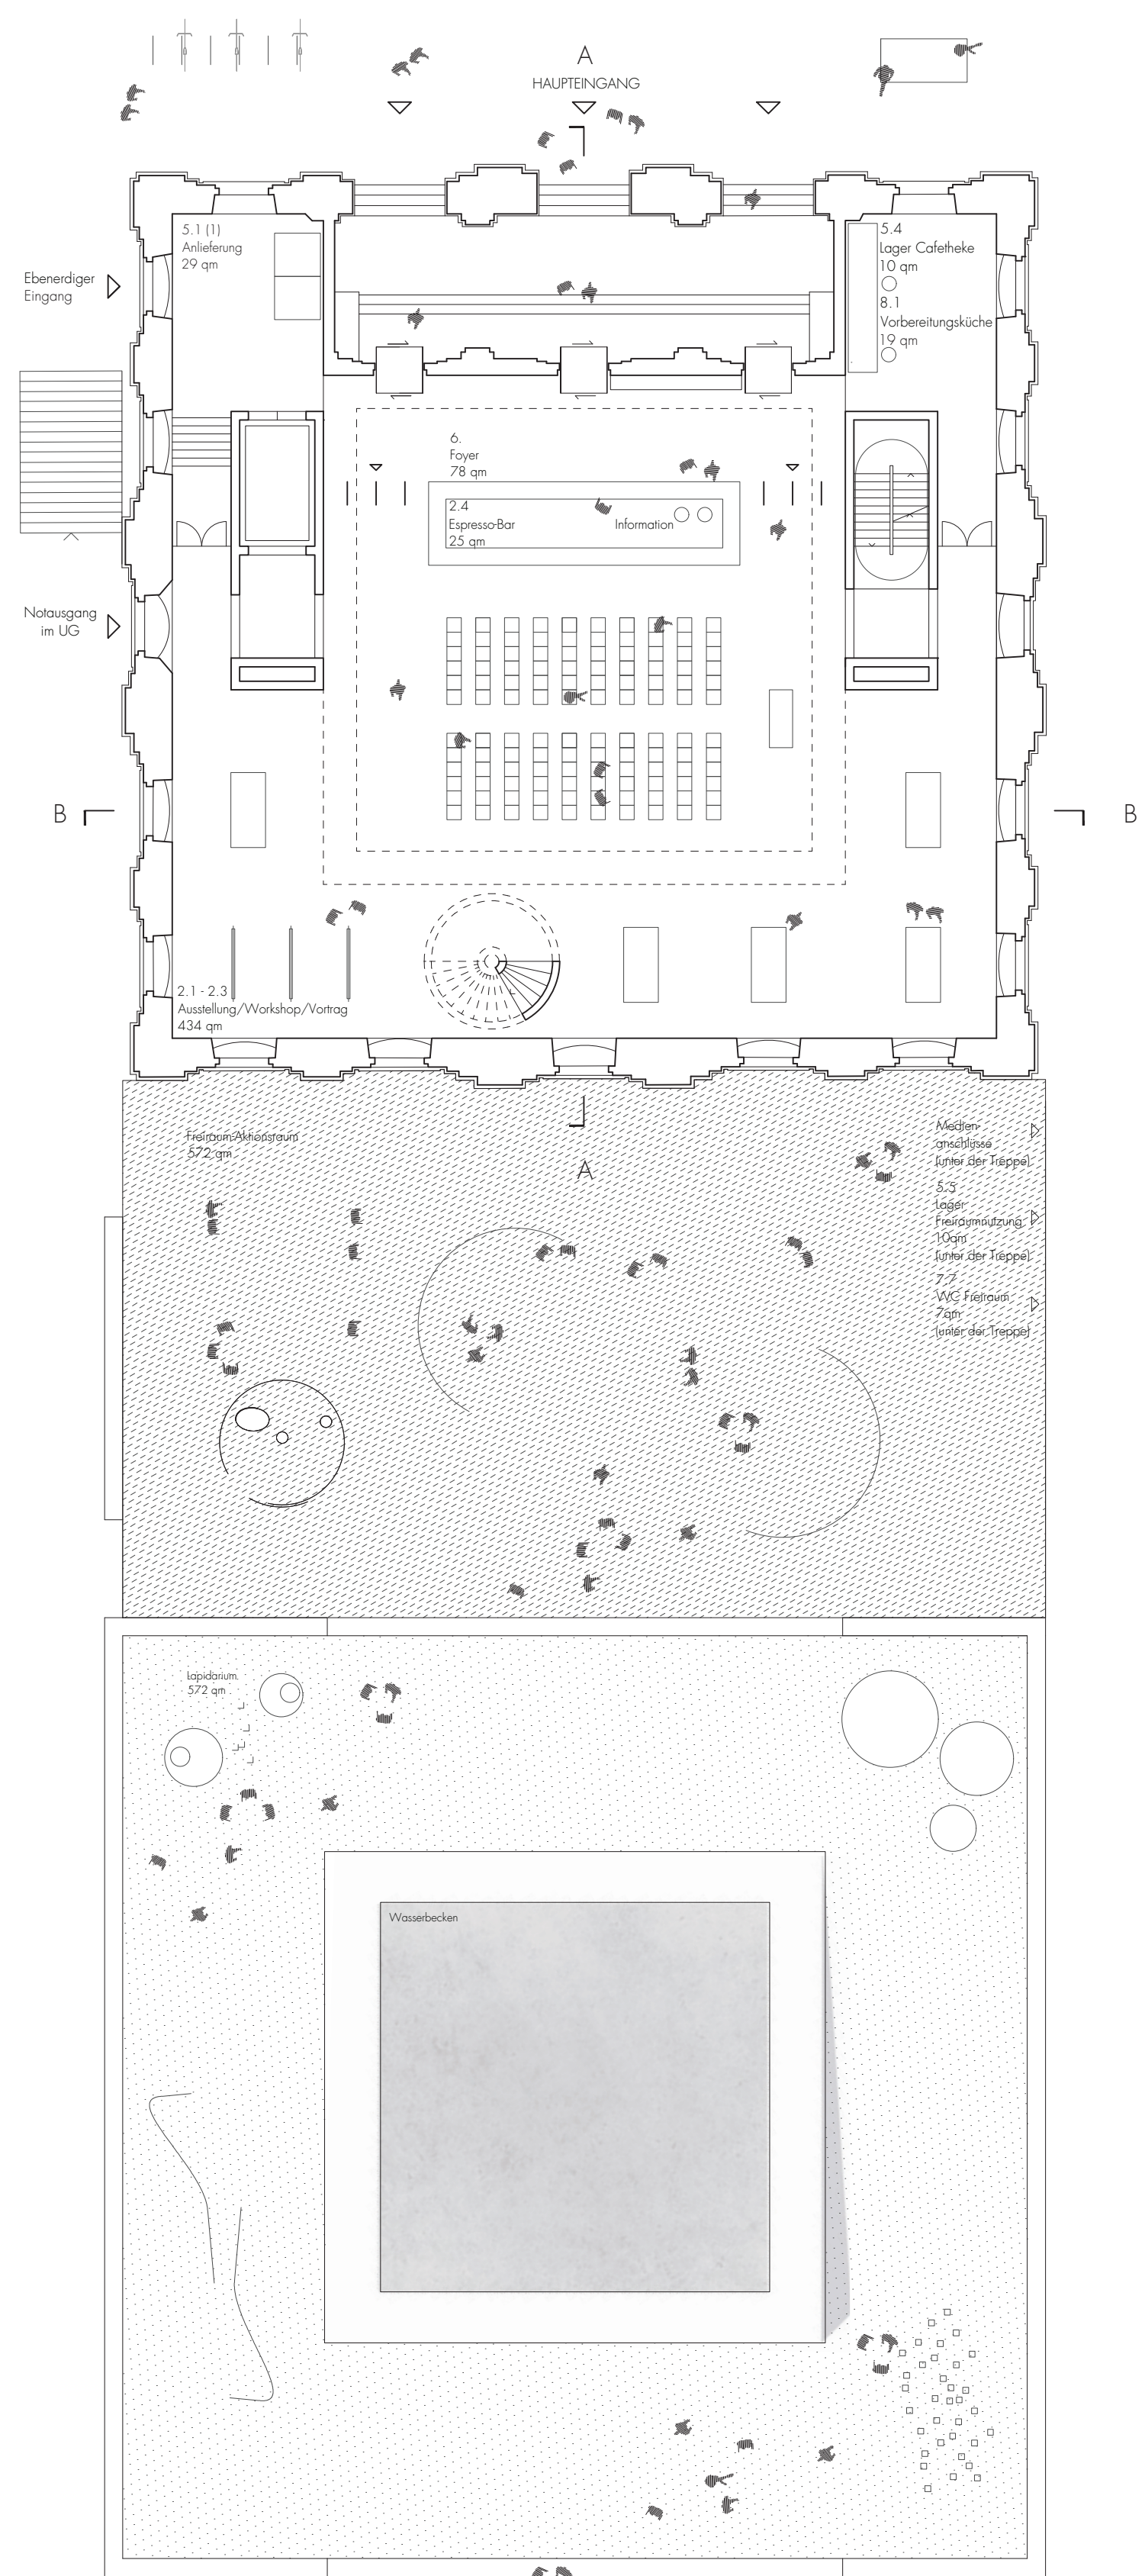 A
HAUPTEINGANG
5.1 (1)
Anlieferung
29 qm
5.4
Lager Cafetheke
10 qm
8.1
Vorbereitungsküche
19 qm
Ebenerdiger
Eingang
6.
Foyer
78 qm
2.4
Espresso-Bar
25 qm
Information
Notausgang
im UG
B
B
2.1 - 2.3
Ausstellung/Workshop/Vortrag
434 qm
Freiraum-Aktionsraum
572 qm
A
Medien-
anschlüsse
(unter der Treppe)
5.5
Lager
Freiraumnutzung
10qm
(unter der Treppe)
7.7
WC Freiraum
7qm
(unter der Treppe)
Lapidarium
572 qm
Wasserbecken